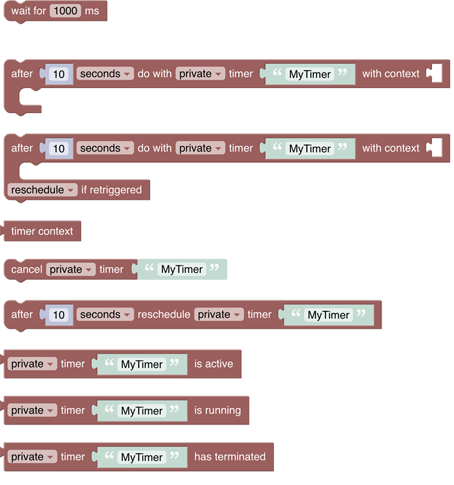 wait for 1000 ms
after 10 seconds do with private timer “ MyTimer ” with context
after 10 seconds do with private timer “ MyTimer ” with context
reschedule if retriggered
timer context
cancel private timer “ MyTimer ”
after 10 seconds reschedule private timer “ MyTimer ”
private timer “ MyTimer ” is active
private timer “ MyTimer ” is running
private timer “ MyTimer ” has terminated